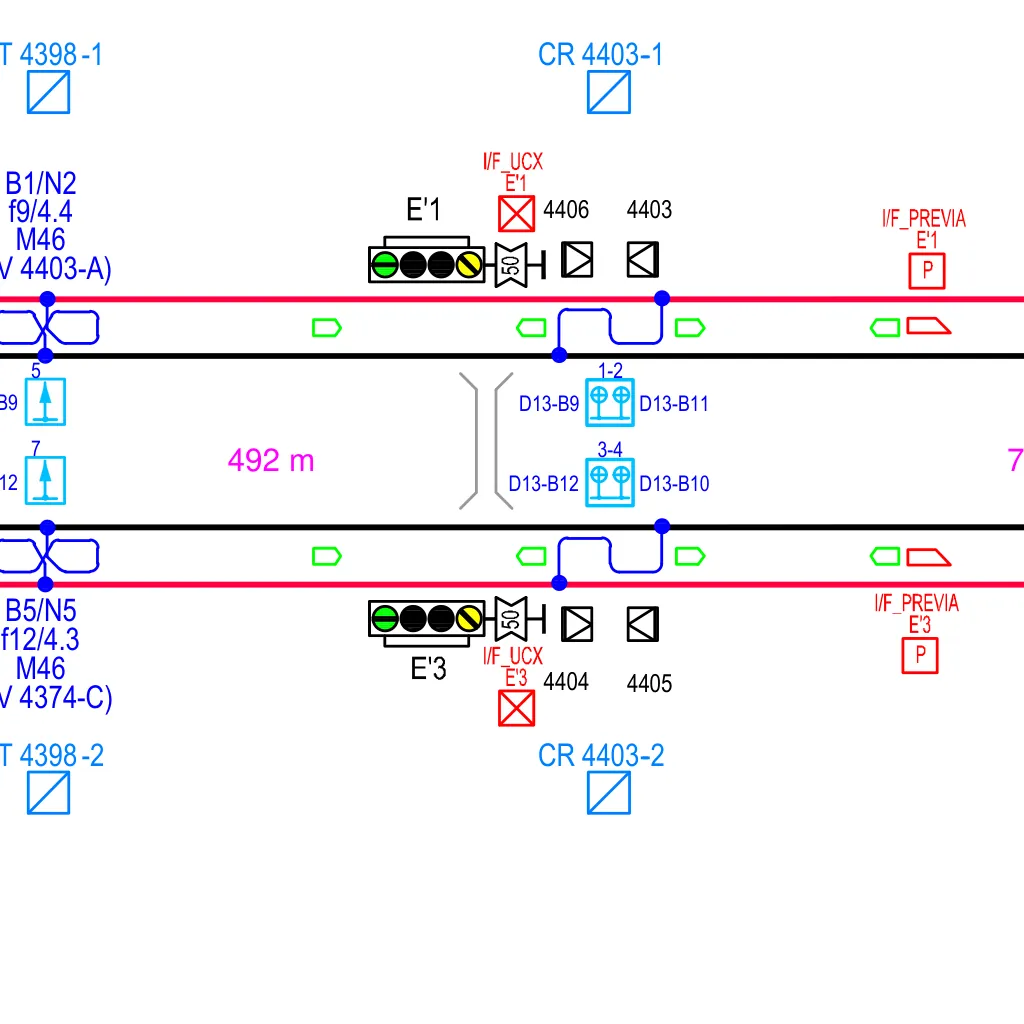 T 4398-1
CR 4403-1
I/F_UCX
E'1
B1/N2
f9/4.4
M46
V 4403-A)
E'1
4406
4403
I/F_PREVIA
E'1
50
P
5
1-2
B9
D13-B9
D13-B11
7
3-4
492 m
7
12
D13-B12
D13-B10
B5/N5
f12/4.3
M46
V 4374-C)
50
E'3
I/F_UCX
E'3
4404
4405
I/F_PREVIA
E'3
P
T 4398-2
CR 4403-2